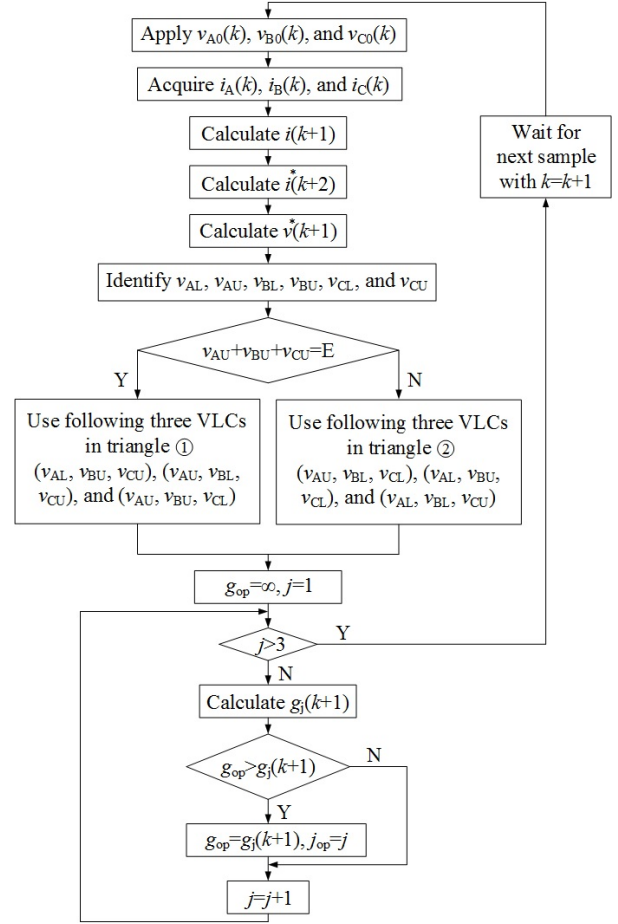 Apply vA0(k), vB0(k), and vC0(k)
Acquire iA(k), iB(k), and iC(k)
Calculate i(k+1)
Calculate i*(k+2)
Calculate v*(k+1)
Identify vAL, vAU, vBL, vBU, vCL, and vCU
vAU+vBU+vCU=E
Y
N
Use following three VLCs
in triangle ①
(vAL, vBU, vCU), (vAU, vBL,
vCU), and (vAU, vBU, vCL)
Use following three VLCs
in triangle ②
(vAU, vBL, vCL), (vAL, vBU,
vCL), and (vAL, vBL, vCU)
gop=∞, j=1
j>3
Y
N
Calculate gj(k+1)
gop>gj(k+1)
N
Y
gop=gj(k+1), jop=j
j=j+1
Wait for
next sample
with k=k+1